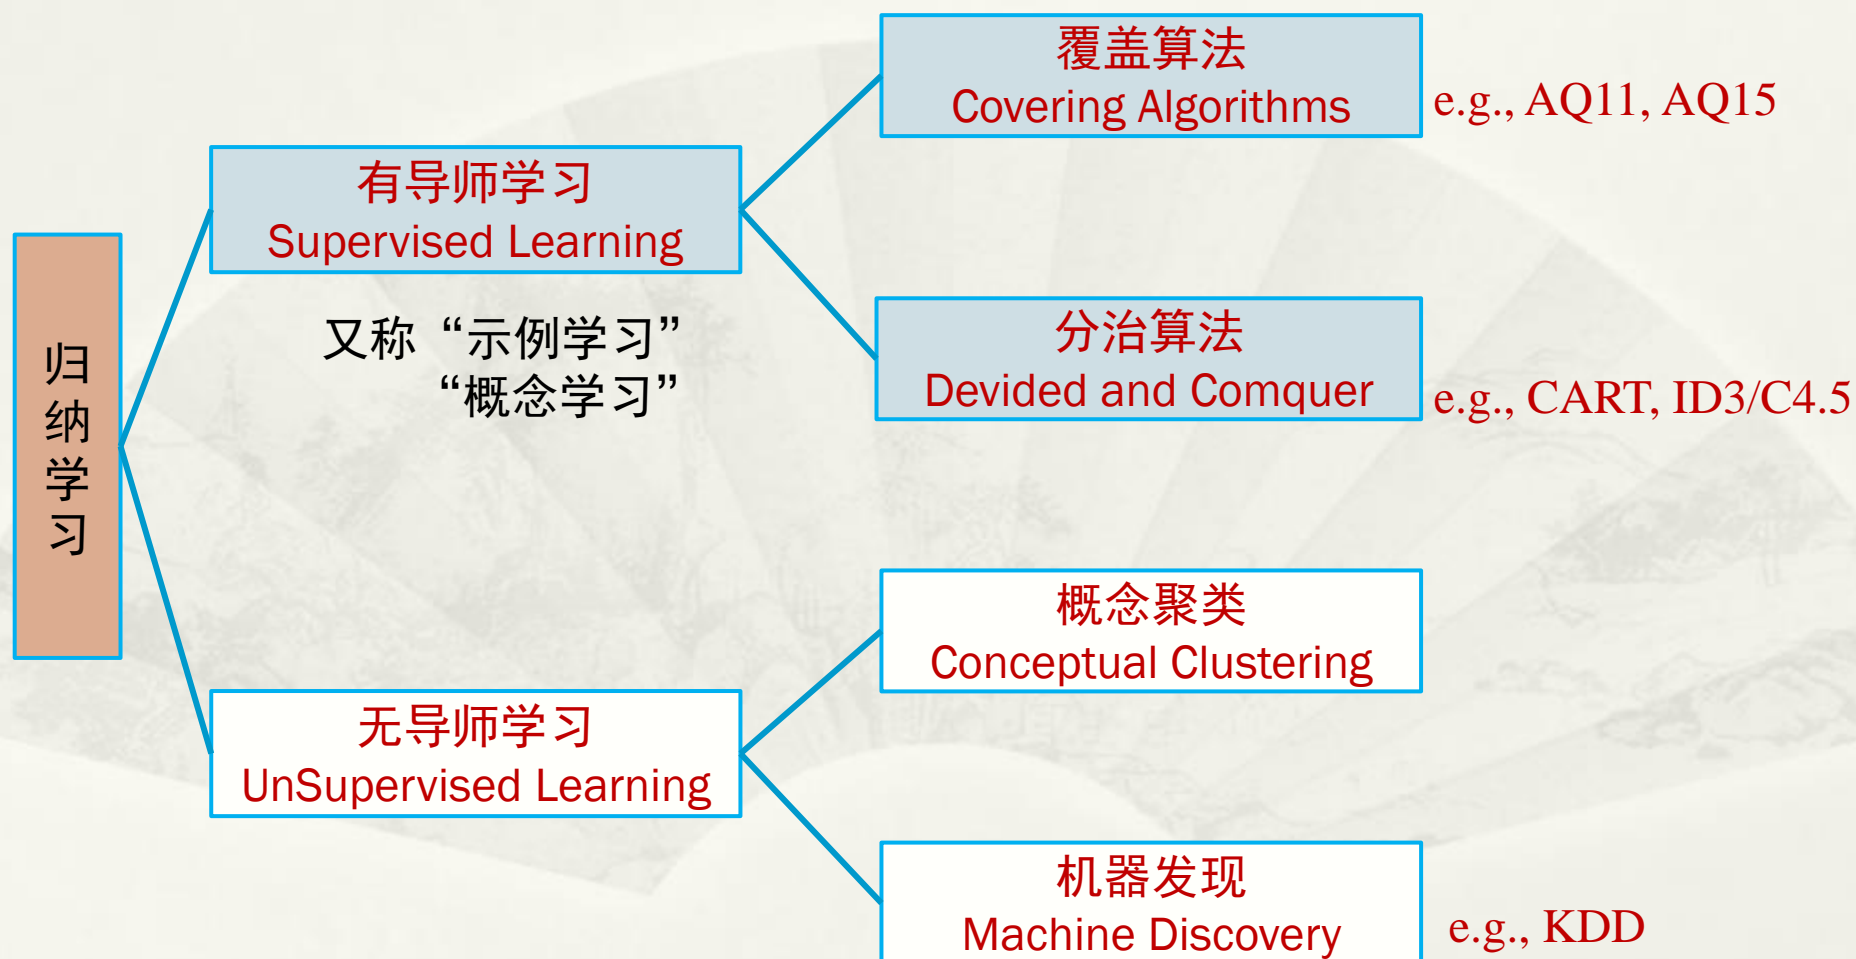 归
纳
学
习
有导师学习
Supervised Learning
又称 “示例学习”
“概念学习”
覆盖算法
Covering Algorithms
e.g., AQ11, AQ15
分治算法
Devided and Comquer
e.g., CART, ID3/C4.5
无导师学习
UnSupervised Learning
概念聚类
Conceptual Clustering
机器发现
Machine Discovery
e.g., KDD